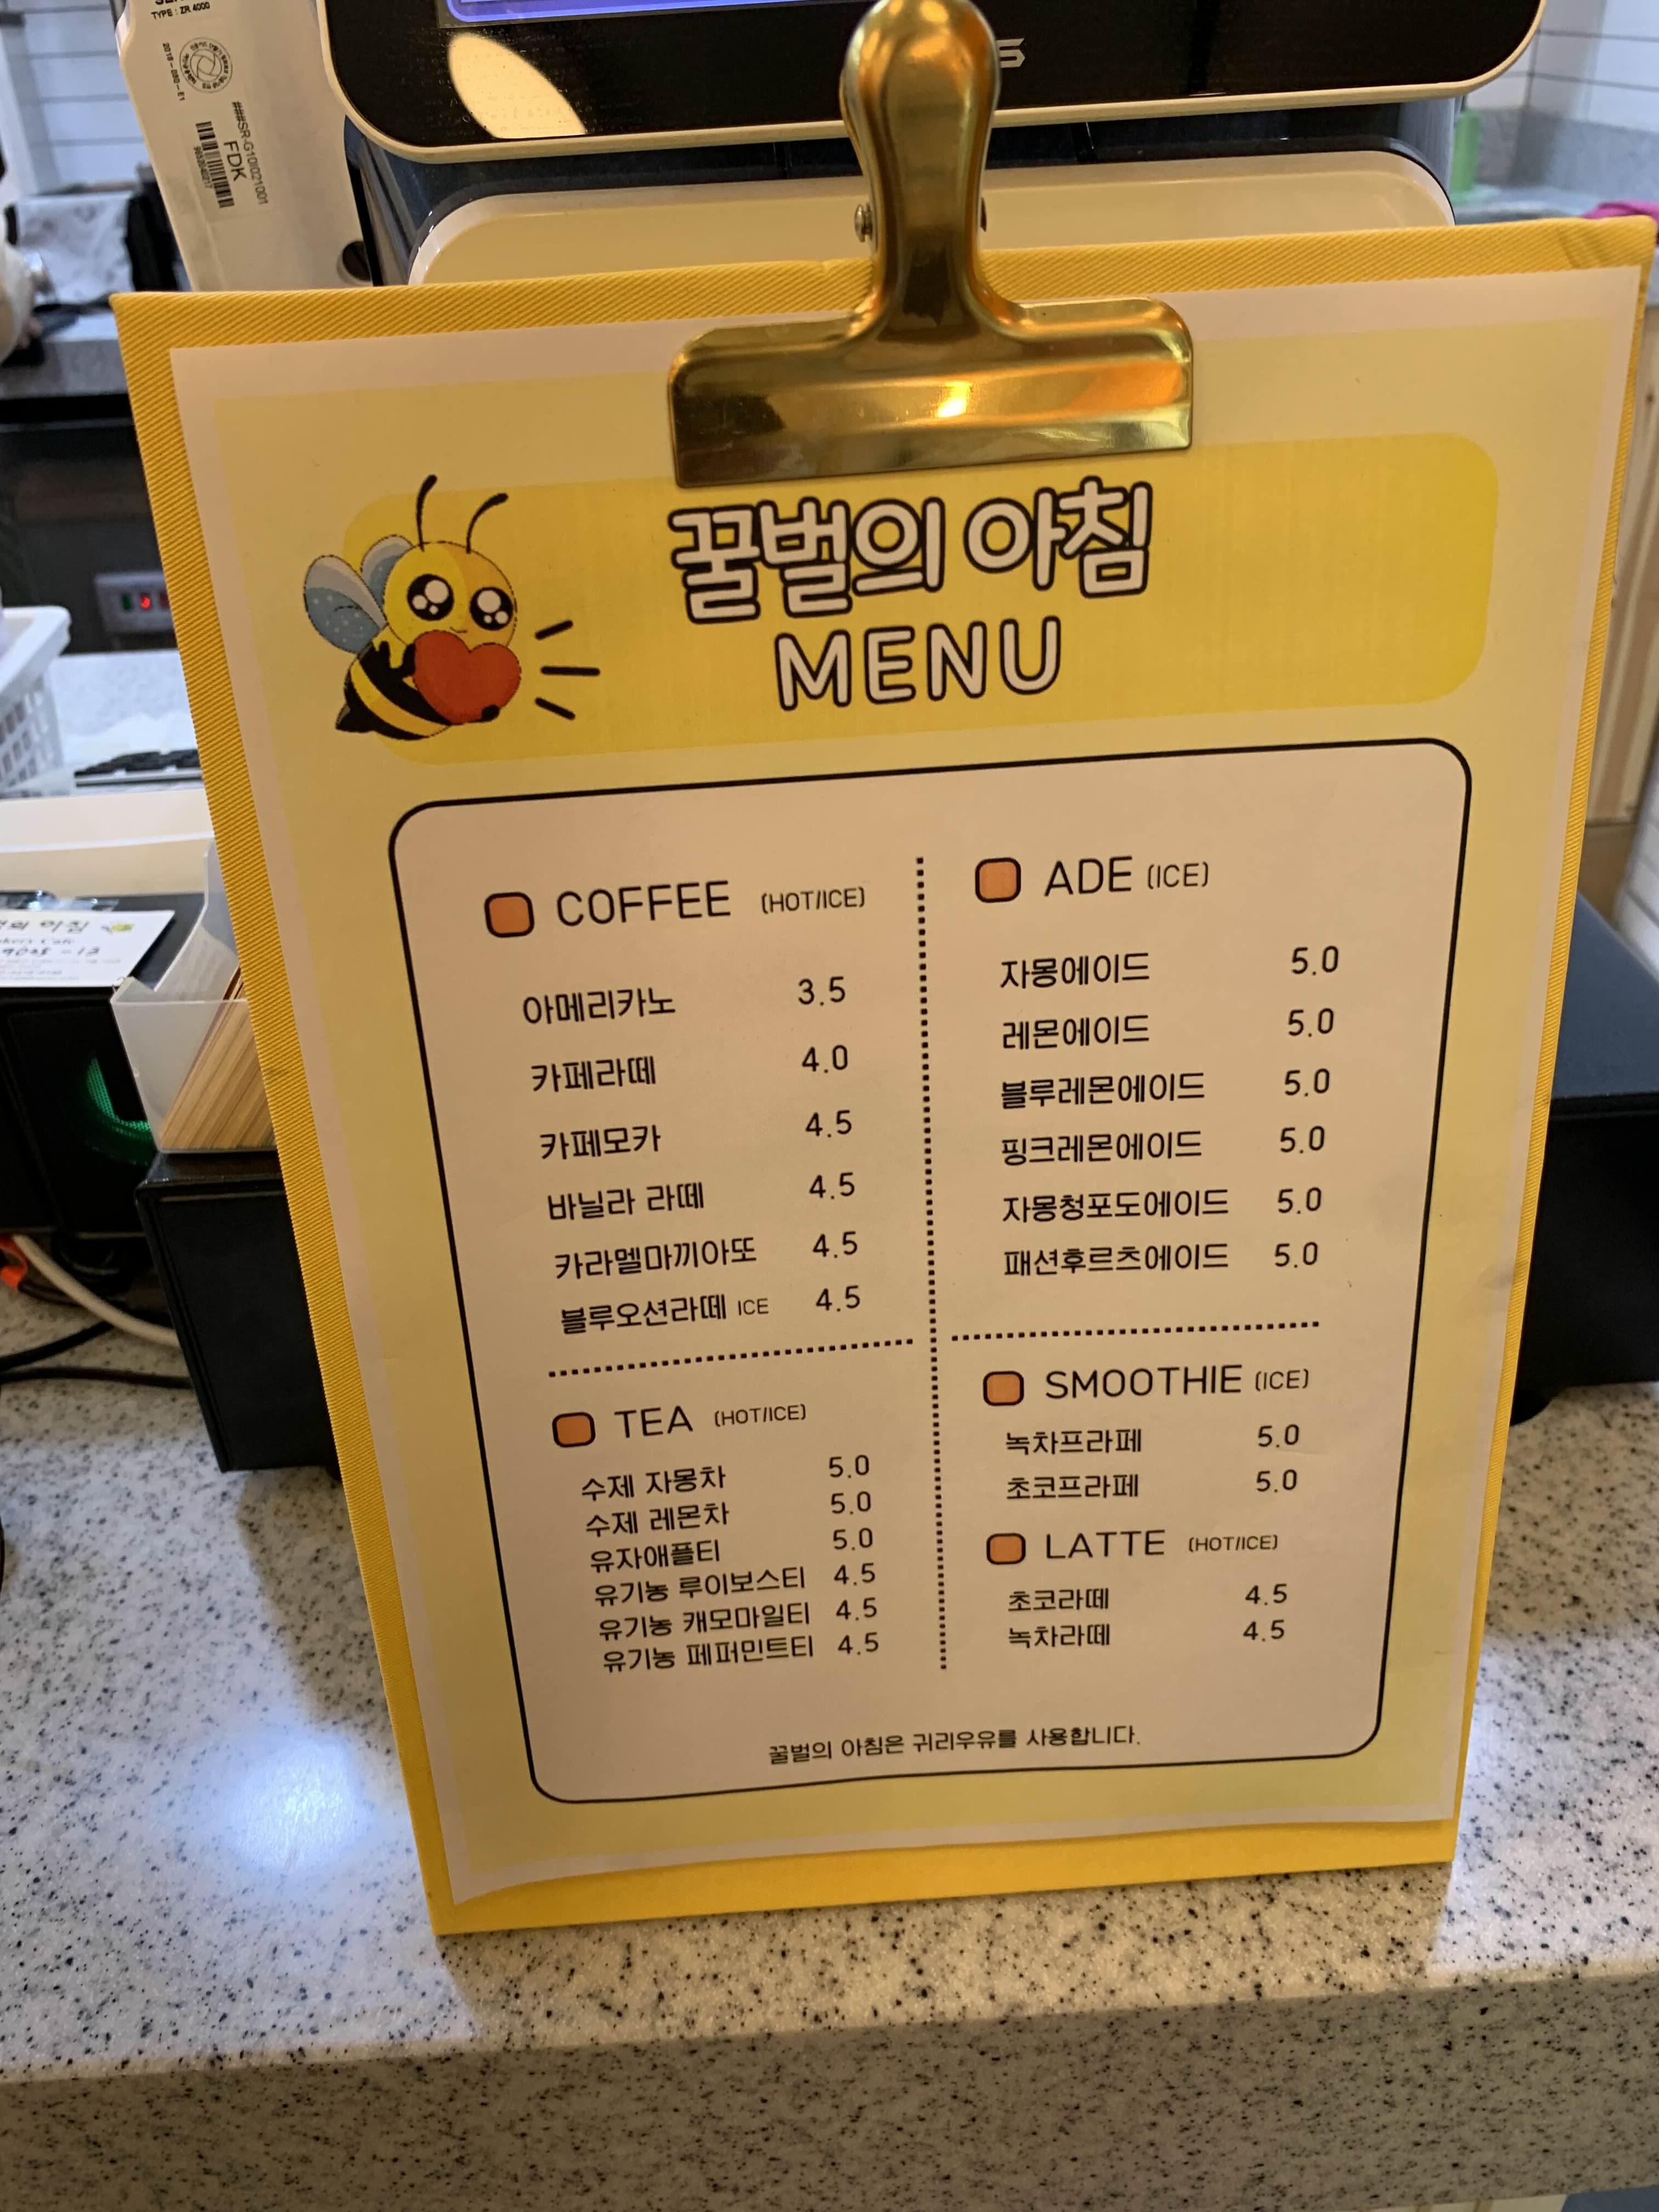 TYPE : ZR 4000
FDK
꿀벌의 아침
MENU
COFFEE (HOT/ICE)
아메리카노 3.5
카페라떼 4.0
카페모카 4.5
바닐라 라떼 4.5
카라멜마끼아또 4.5
블루오션라떼 ICE 4.5
TEA (HOT/ICE)
수제 자몽차 5.0
수제 레몬차 5.0
유자애플티 5.0
유기농 루이보스티 4.5
유기농 캐모마일티 4.5
유기농 페퍼민트티 4.5
ADE (ICE)
자몽에이드 5.0
레몬에이드 5.0
블루레몬에이드 5.0
핑크레몬에이드 5.0
자몽청포도에이드 5.0
패션후르츠에이드 5.0
SMOOTHIE (ICE)
녹차프라페 5.0
초코프라페 5.0
LATTE (HOT/ICE)
초코라떼 4.5
녹차라떼 4.5
꿀벌의 아침은 귀리우유를 사용합니다.